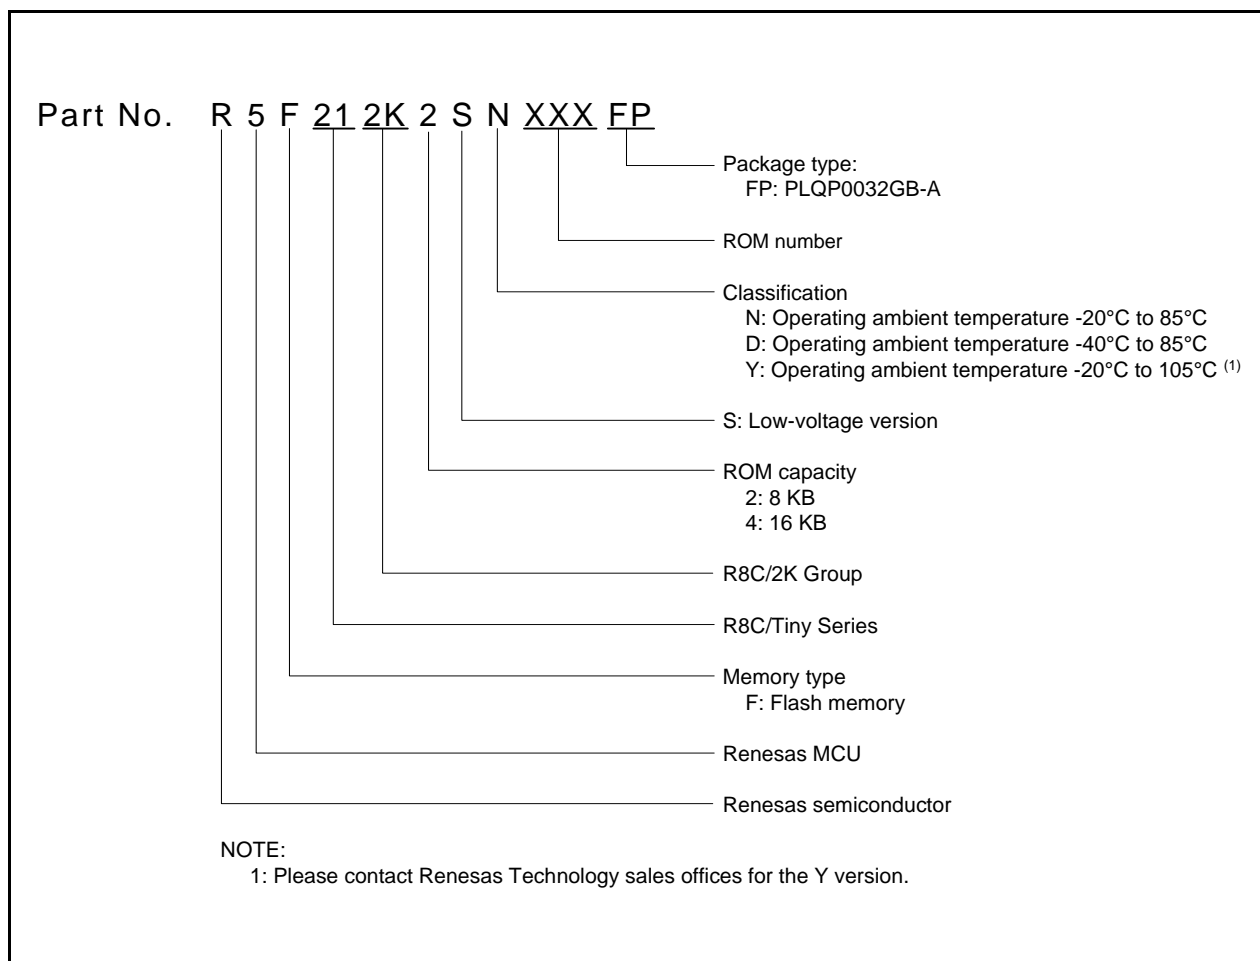 Part No. R 5 F 21 2K 2 S N XXX FP
Package type:
FP: PLQP0032GB-A
ROM number
Classification
N: Operating ambient temperature -20°C to 85°C
D: Operating ambient temperature -40°C to 85°C
Y: Operating ambient temperature -20°C to 105°C (1)
S: Low-voltage version
ROM capacity
2: 8 KB
4: 16 KB
R8C/2K Group
R8C/Tiny Series
Memory type
F: Flash memory
Renesas MCU
Renesas semiconductor
NOTE:
1: Please contact Renesas Technology sales offices for the Y version.